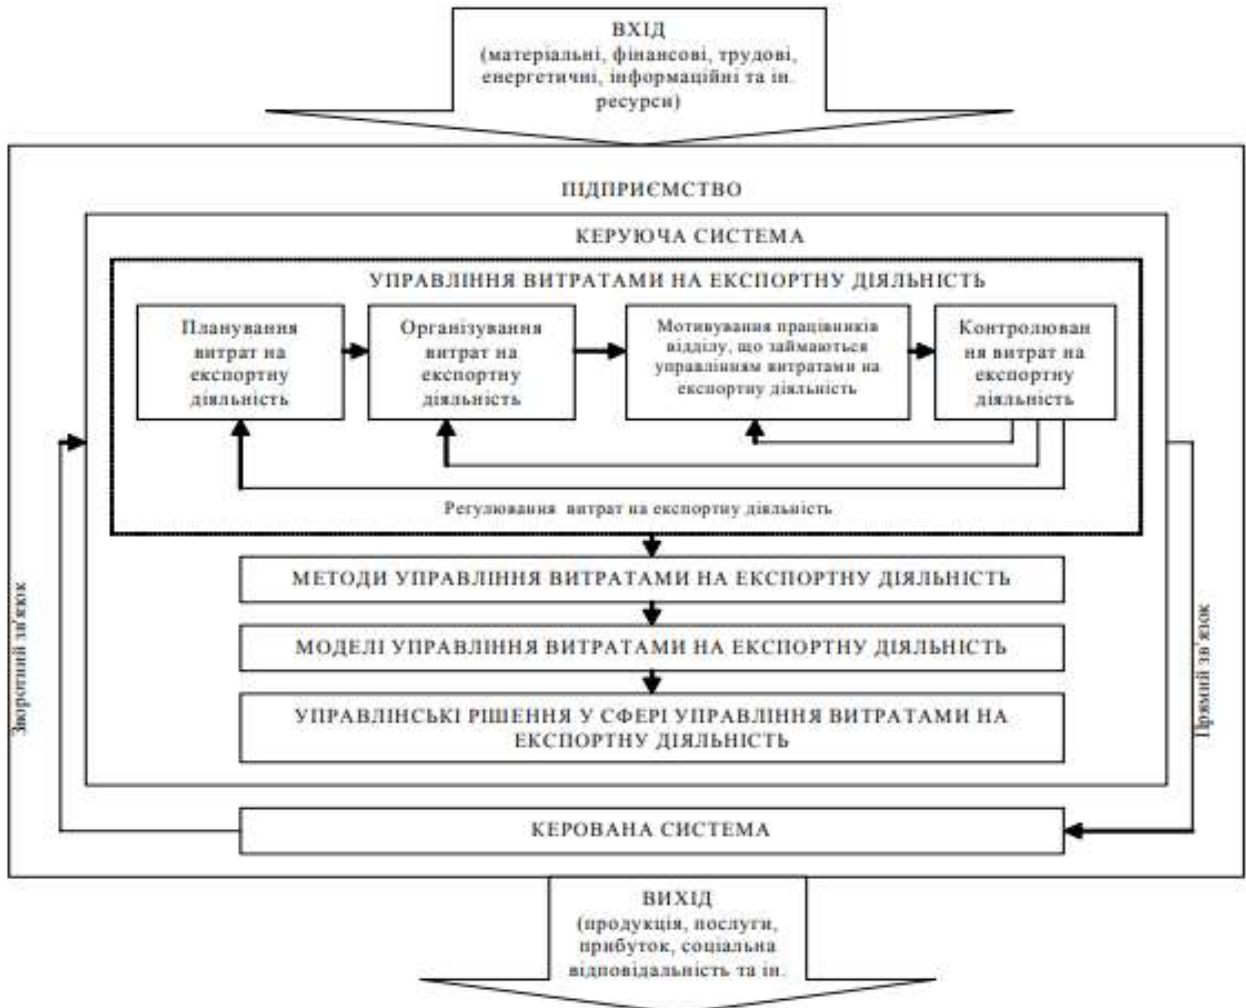 ВХІД
(матеріальні, фінансові, трудові,
енергетичні, інформаційні та ін.
ресурси)
ПІДПРИЄМСТВО
КЕРУЮЧА СИСТЕМА
УПРАВЛІННЯ ВИТРАТАМИ НА ЕКСПОРТНУ ДІЯЛЬНІСТЬ
Планування
витрат на
експортну
діяльність
Організування
витрат на
експортну
діяльність
Мотивування працівників
відділу, що займаються
управлінням витратами на
експортну діяльність
Контролюван
ня витрат на
експортну
діяльність
Регулювання витрат на експортну діяльність
МЕТОДИ УПРАВЛІННЯ ВИТРАТАМИ НА ЕКСПОРТНУ ДІЯЛЬНІСТЬ
МОДЕЛІ УПРАВЛІННЯ ВИТРАТАМИ НА ЕКСПОРТНУ ДІЯЛЬНІСТЬ
УПРАВЛІНСЬКІ РІШЕННЯ У СФЕРІ УПРАВЛІННЯ ВИТРАТАМИ НА
ЕКСПОРТНУ ДІЯЛЬНІСТЬ
Зворотний зв'язок
Прямий зв'язок
КЕРОВАНА СИСТЕМА
ВИХІД
(продукція, послуги,
прибуток, соціальна
відповідальність та ін.